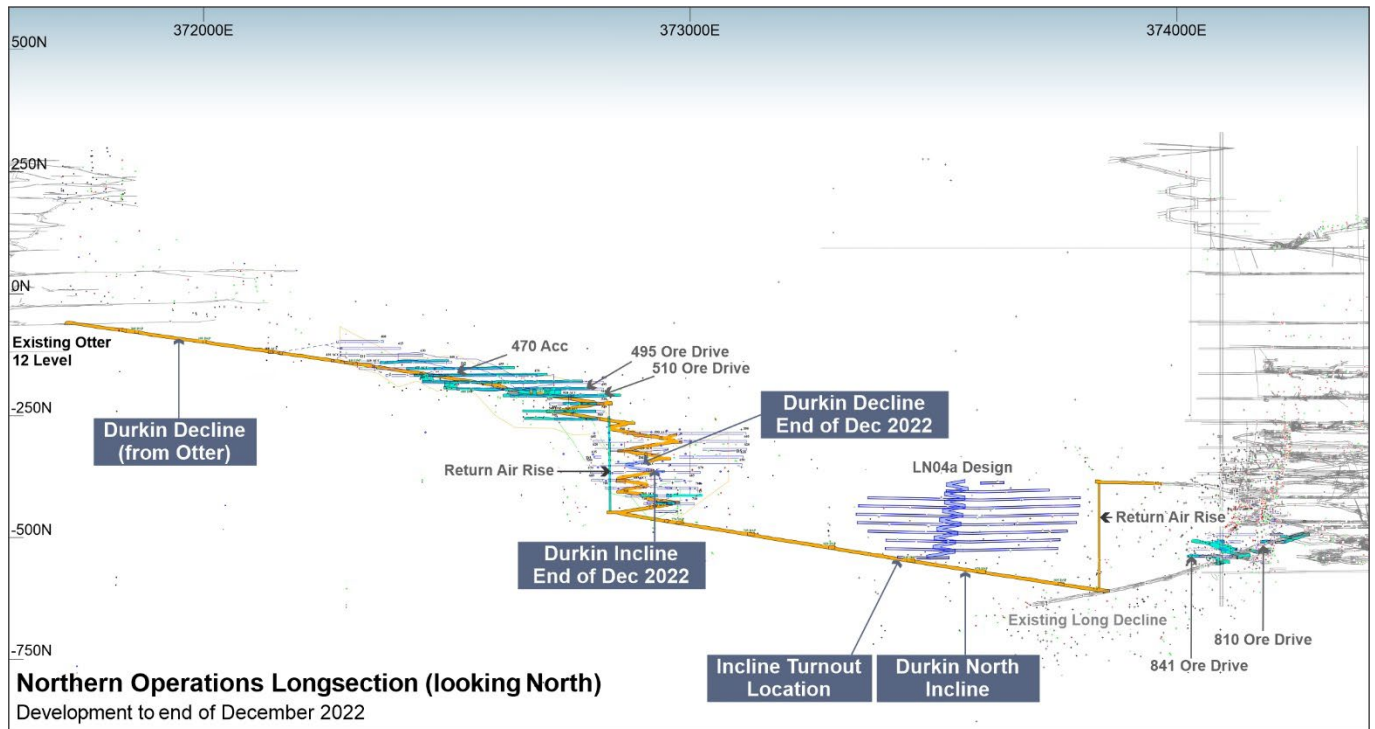 372000E
373000E
374000E
500N
250N
0N
Existing Otter
12 Level
470 Acc
495 Ore Drive
510 Ore Drive
-250N
Durkin Decline
(from Otter)
Durkin Decline
End of Dec 2022
Return Air Rise
LN04a Design
-500N
Return Air Rise
Durkin Incline
End of Dec 2022
Existing Long Decline
810 Ore Drive
841 Ore Drive
-750N
Incline Turnout
Location
Durkin North
Incline
Northern Operations Longsection (looking North)
Development to end of December 2022